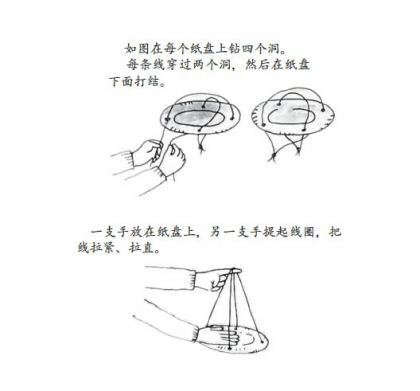 如图在每个纸盘上钻四个洞。
每条线穿过两个洞，然后在纸盘
下面打结。
一支手放在纸盘上，另一支手提起线圈，把
线拉紧、拉直。